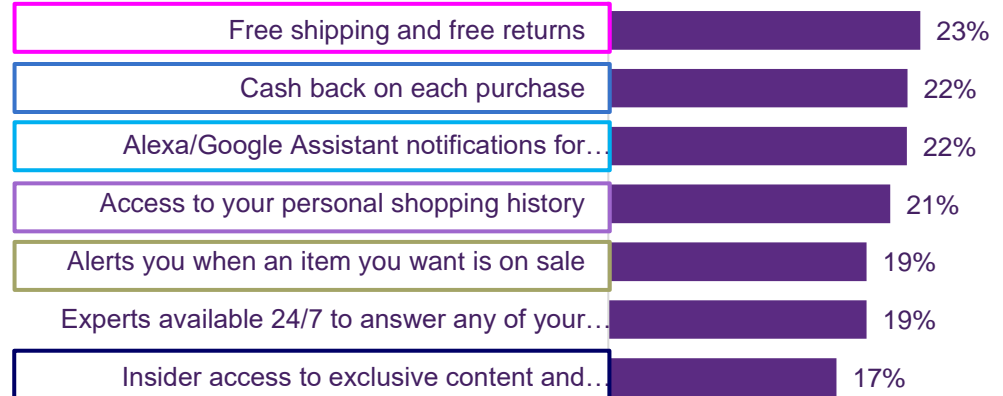 Free shipping and free returns 23%
Cash back on each purchase 22%
Alexa/Google Assistant notifications for… 22%
Access to your personal shopping history 21%
Alerts you when an item you want is on sale 19%
Experts available 24/7 to answer any of your… 19%
Insider access to exclusive content and… 17%